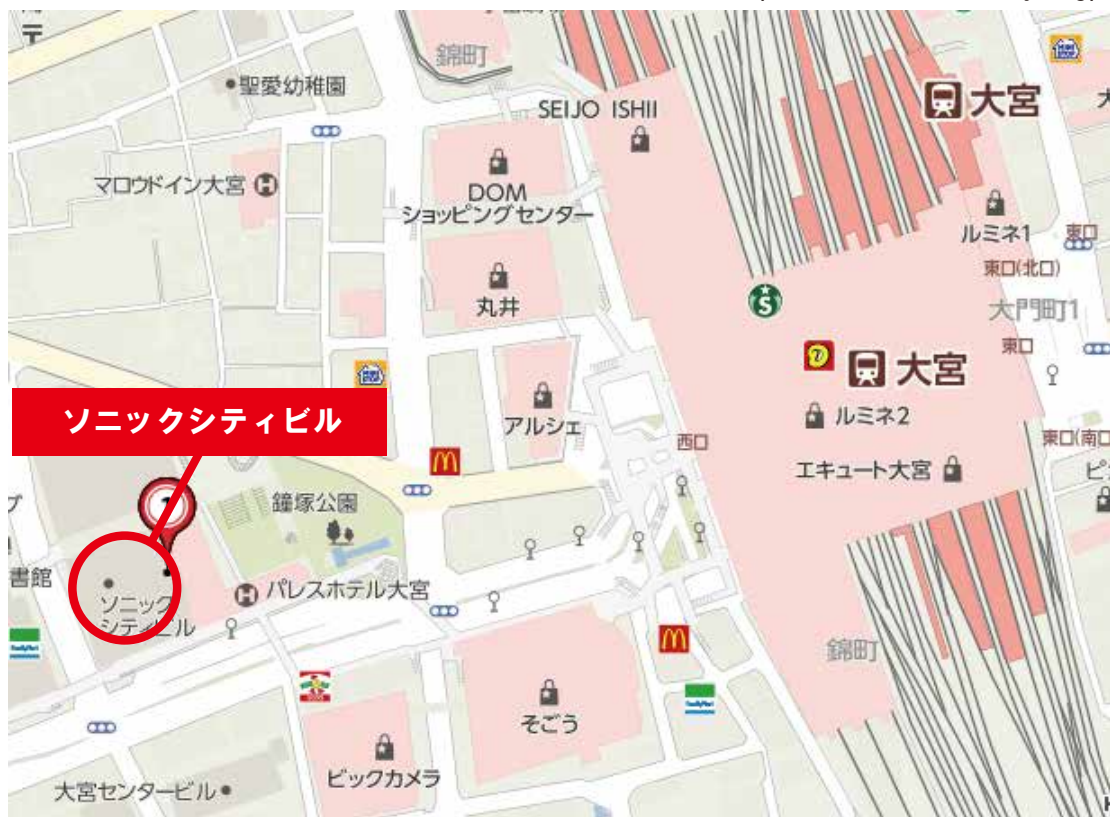 錦町
聖愛幼稚園
SEIJO ISHII
大宮
マロウドイン大宮
DOM
ショッピングセンター
ルミネ1
東口
東口(北口)
丸井
大門町1
東口
大宮
ルミネ2
ソニックシティビル
アルシェ
西口
東口(南口
エキュート大宮
ピ
鐘塚公園
ブ
書館
パレスホテル大宮
ソニック
シティビル
錦町
そごう
ビックカメラ
大宮センタービル